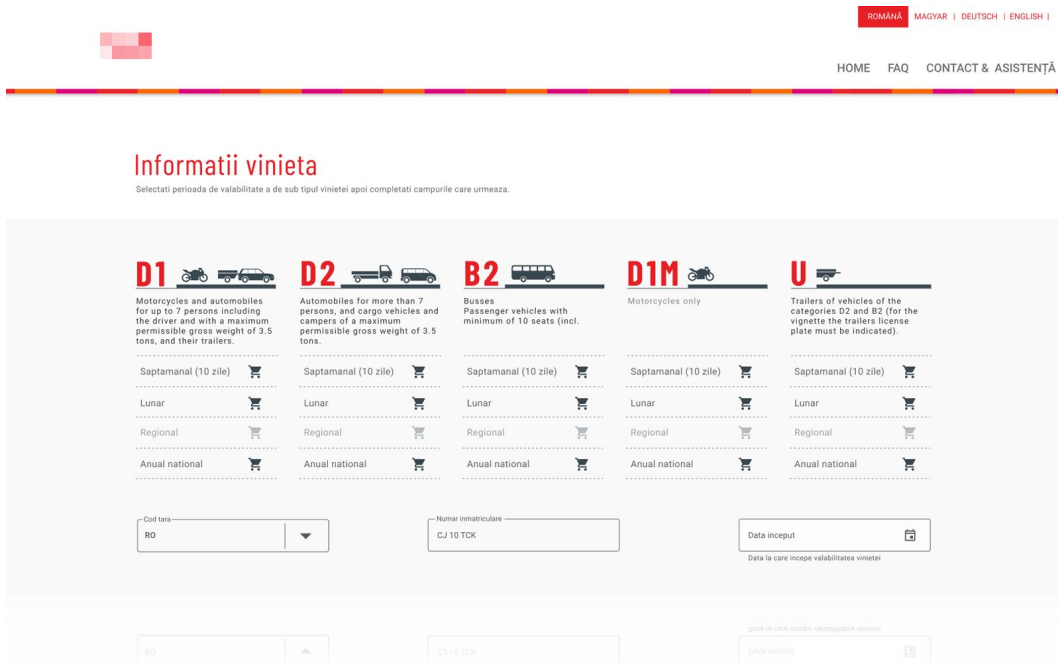 ROMÂNĂ MAGYAR | DEUTSCH | ENGLISH |
HOME FAQ CONTACT & ASISTENȚĂ
Informatii vinieta
Selectati perioada de valabilitate a de sub tipul vinietei apoi completati campurile care urmeaza.
D1
Motorcycles and automobiles
for up to 7 persons including
the driver and with a maximum
permissible gross weight of 3.5
tons, and their trailers.
Saptamanal (10 zile)
Lunar
Regional
Anual national
D2
Automobiles for more than 7
persons, and cargo vehicles and
campers of a maximum
permissible gross weight of 3.5
tons.
Saptamanal (10 zile)
Lunar
Regional
Anual national
B2
Busses
Passenger vehicles with
minimum of 10 seats (incl.
Saptamanal (10 zile)
Lunar
Regional
Anual national
D1M
Motorcycles only
Saptamanal (10 zile)
Lunar
Regional
Anual national
U
Trailers of vehicles of the
categories D2 and B2 (for the
vignette the trailers license
plate must be indicated).
Saptamanal (10 zile)
Lunar
Regional
Anual national
Cod tara
RO
Numar inmatriculare
CJ 10 TCK
Data inceput
Data la care incepe valabilitatea vinietei